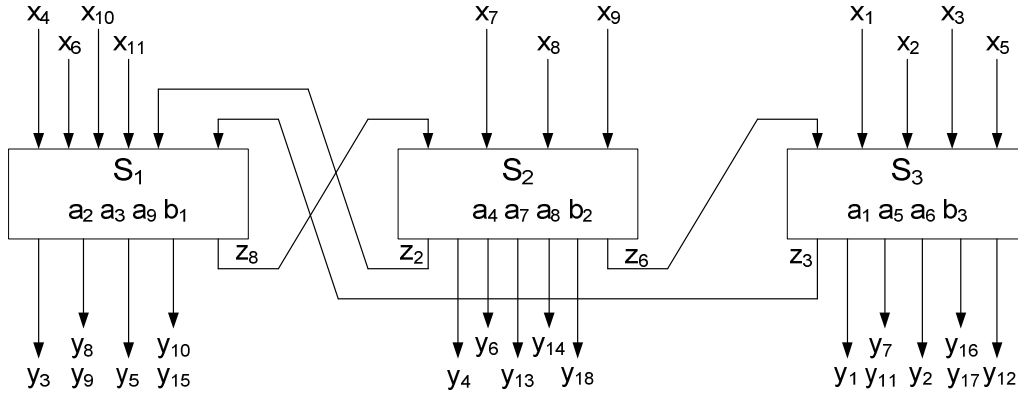 x₄ x₁₀ x₇ x₉ x₁ x₃
x₆ x₁₁ x₈ x₂ x₅
S₁ S₂ S₃
a₂ a₃ a₉ b₁ a₄ a₇ a₈ b₂ a₁ a₅ a₆ b₃
z₈ z₂ z₆ z₃
y₈ y₁₀ y₆ y₁₄ y₇ y₁₆
y₃ y₉ y₅ y₁₅ y₄ y₁₃ y₁₈ y₁ y₁₁ y₂ y₁₇ y₁₂